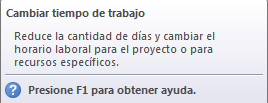 Cambiar tiempo de trabajo
Reduce la cantidad de días y cambiar el
horario laboral para el proyecto o para
recursos específicos.
Presione F1 para obtener ayuda.